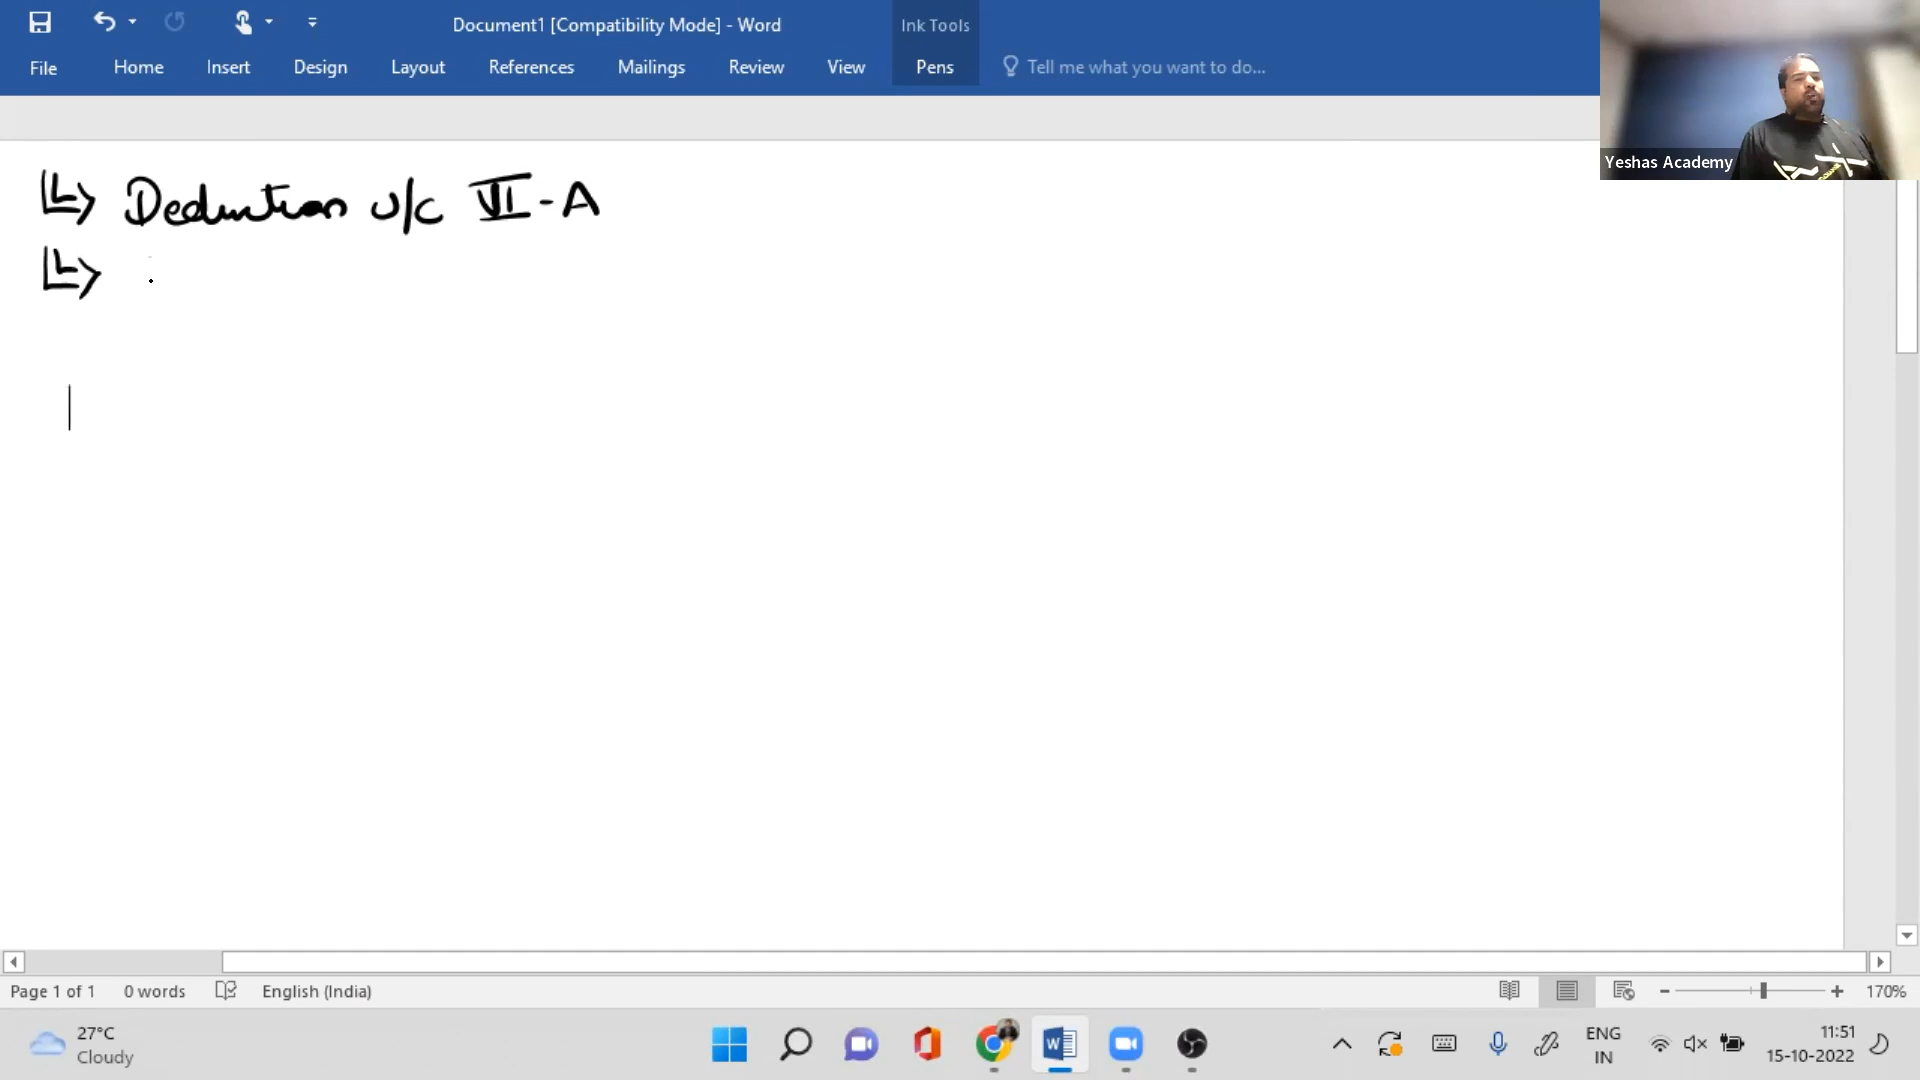 Document1 [Compatibility Mode] - Word
Ink Tools
File Home Insert Design Layout References Mailings Review View Pens Tell me what you want to do...
Yeshas Academy
Deduction u/c VI-A
Page 1 of 1 0 words English (India) 170%
27°C
Cloudy
ENG
IN
11:51
15-10-2022